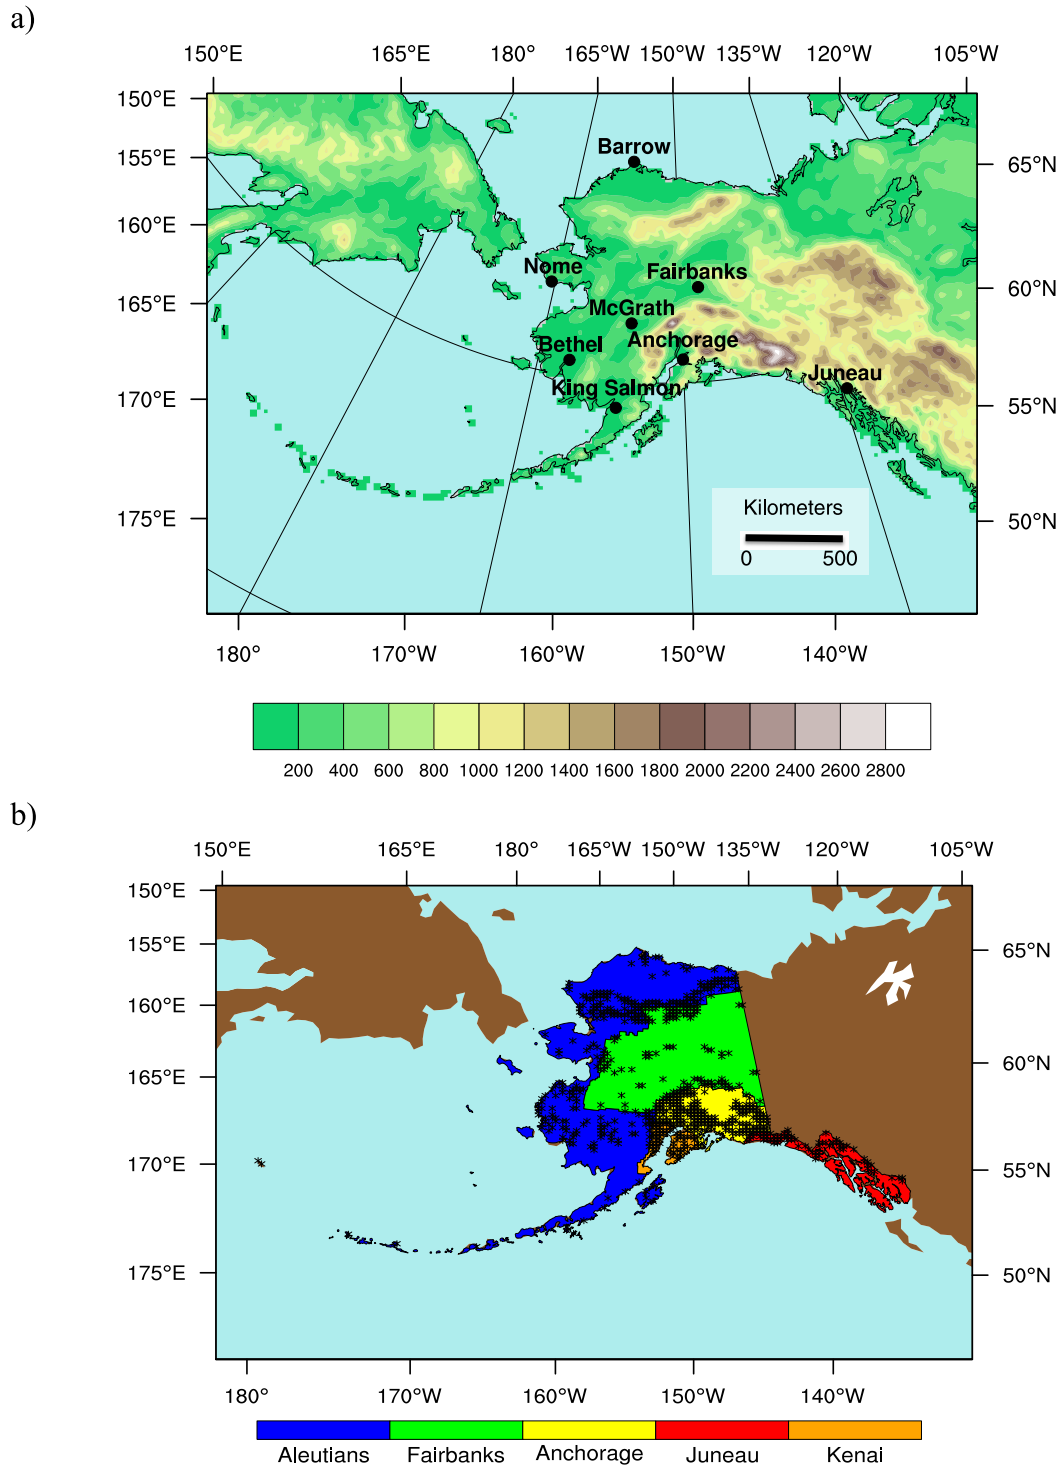 a)
150°E 165°E 180° 165°W 150°W 135°W 120°W 105°W
150°E
155°E
160°E
165°E
170°E
175°E
65°N
60°N
55°N
50°N
Barrow
Nome
Fairbanks
McGrath
Anchorage
Bethel
King Salmon
Juneau
Kilometers
0 500
180° 170°W 160°W 150°W 140°W
200 400 600 800 1000 1200 1400 1600 1800 2000 2200 2400 2600 2800
b)
150°E 165°E 180° 165°W 150°W 135°W 120°W 105°W
150°E
155°E
160°E
165°E
170°E
175°E
65°N
60°N
55°N
50°N
180° 170°W 160°W 150°W 140°W
Aleutians Fairbanks Anchorage Juneau Kenai